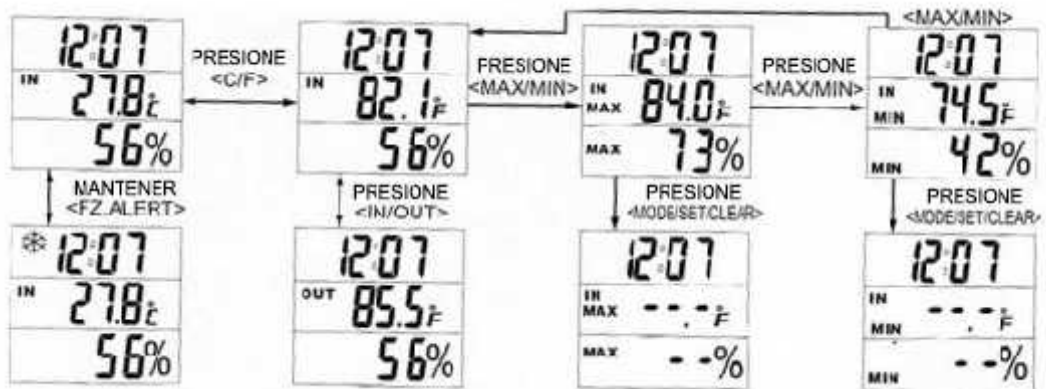 12:07
IN 27.8°C
56%
PRESIONE
<C/F>
12:07
IN 82.1°F
56%
PRESIONE
<MAX/MIN>
12:07
IN
MAX 84.0°F
MAX 73%
PRESIONE
<MAX/MIN>
<MAX/MIN>
12:07
IN
MIN 74.5°F
MIN 42%
MANTENER
<FZ.ALERT>
PRESIONE
<IN/OUT>
PRESIONE
<MODE/SET/CLEAR>
PRESIONE
<MODE/SET/CLEAR>
12:07
IN 27.8°C
56%
12:07
OUT 85.5°F
56%
12:07
IN
MAX --.-°F
MAX --%
12:07
IN
MIN --.-°F
MIN --%